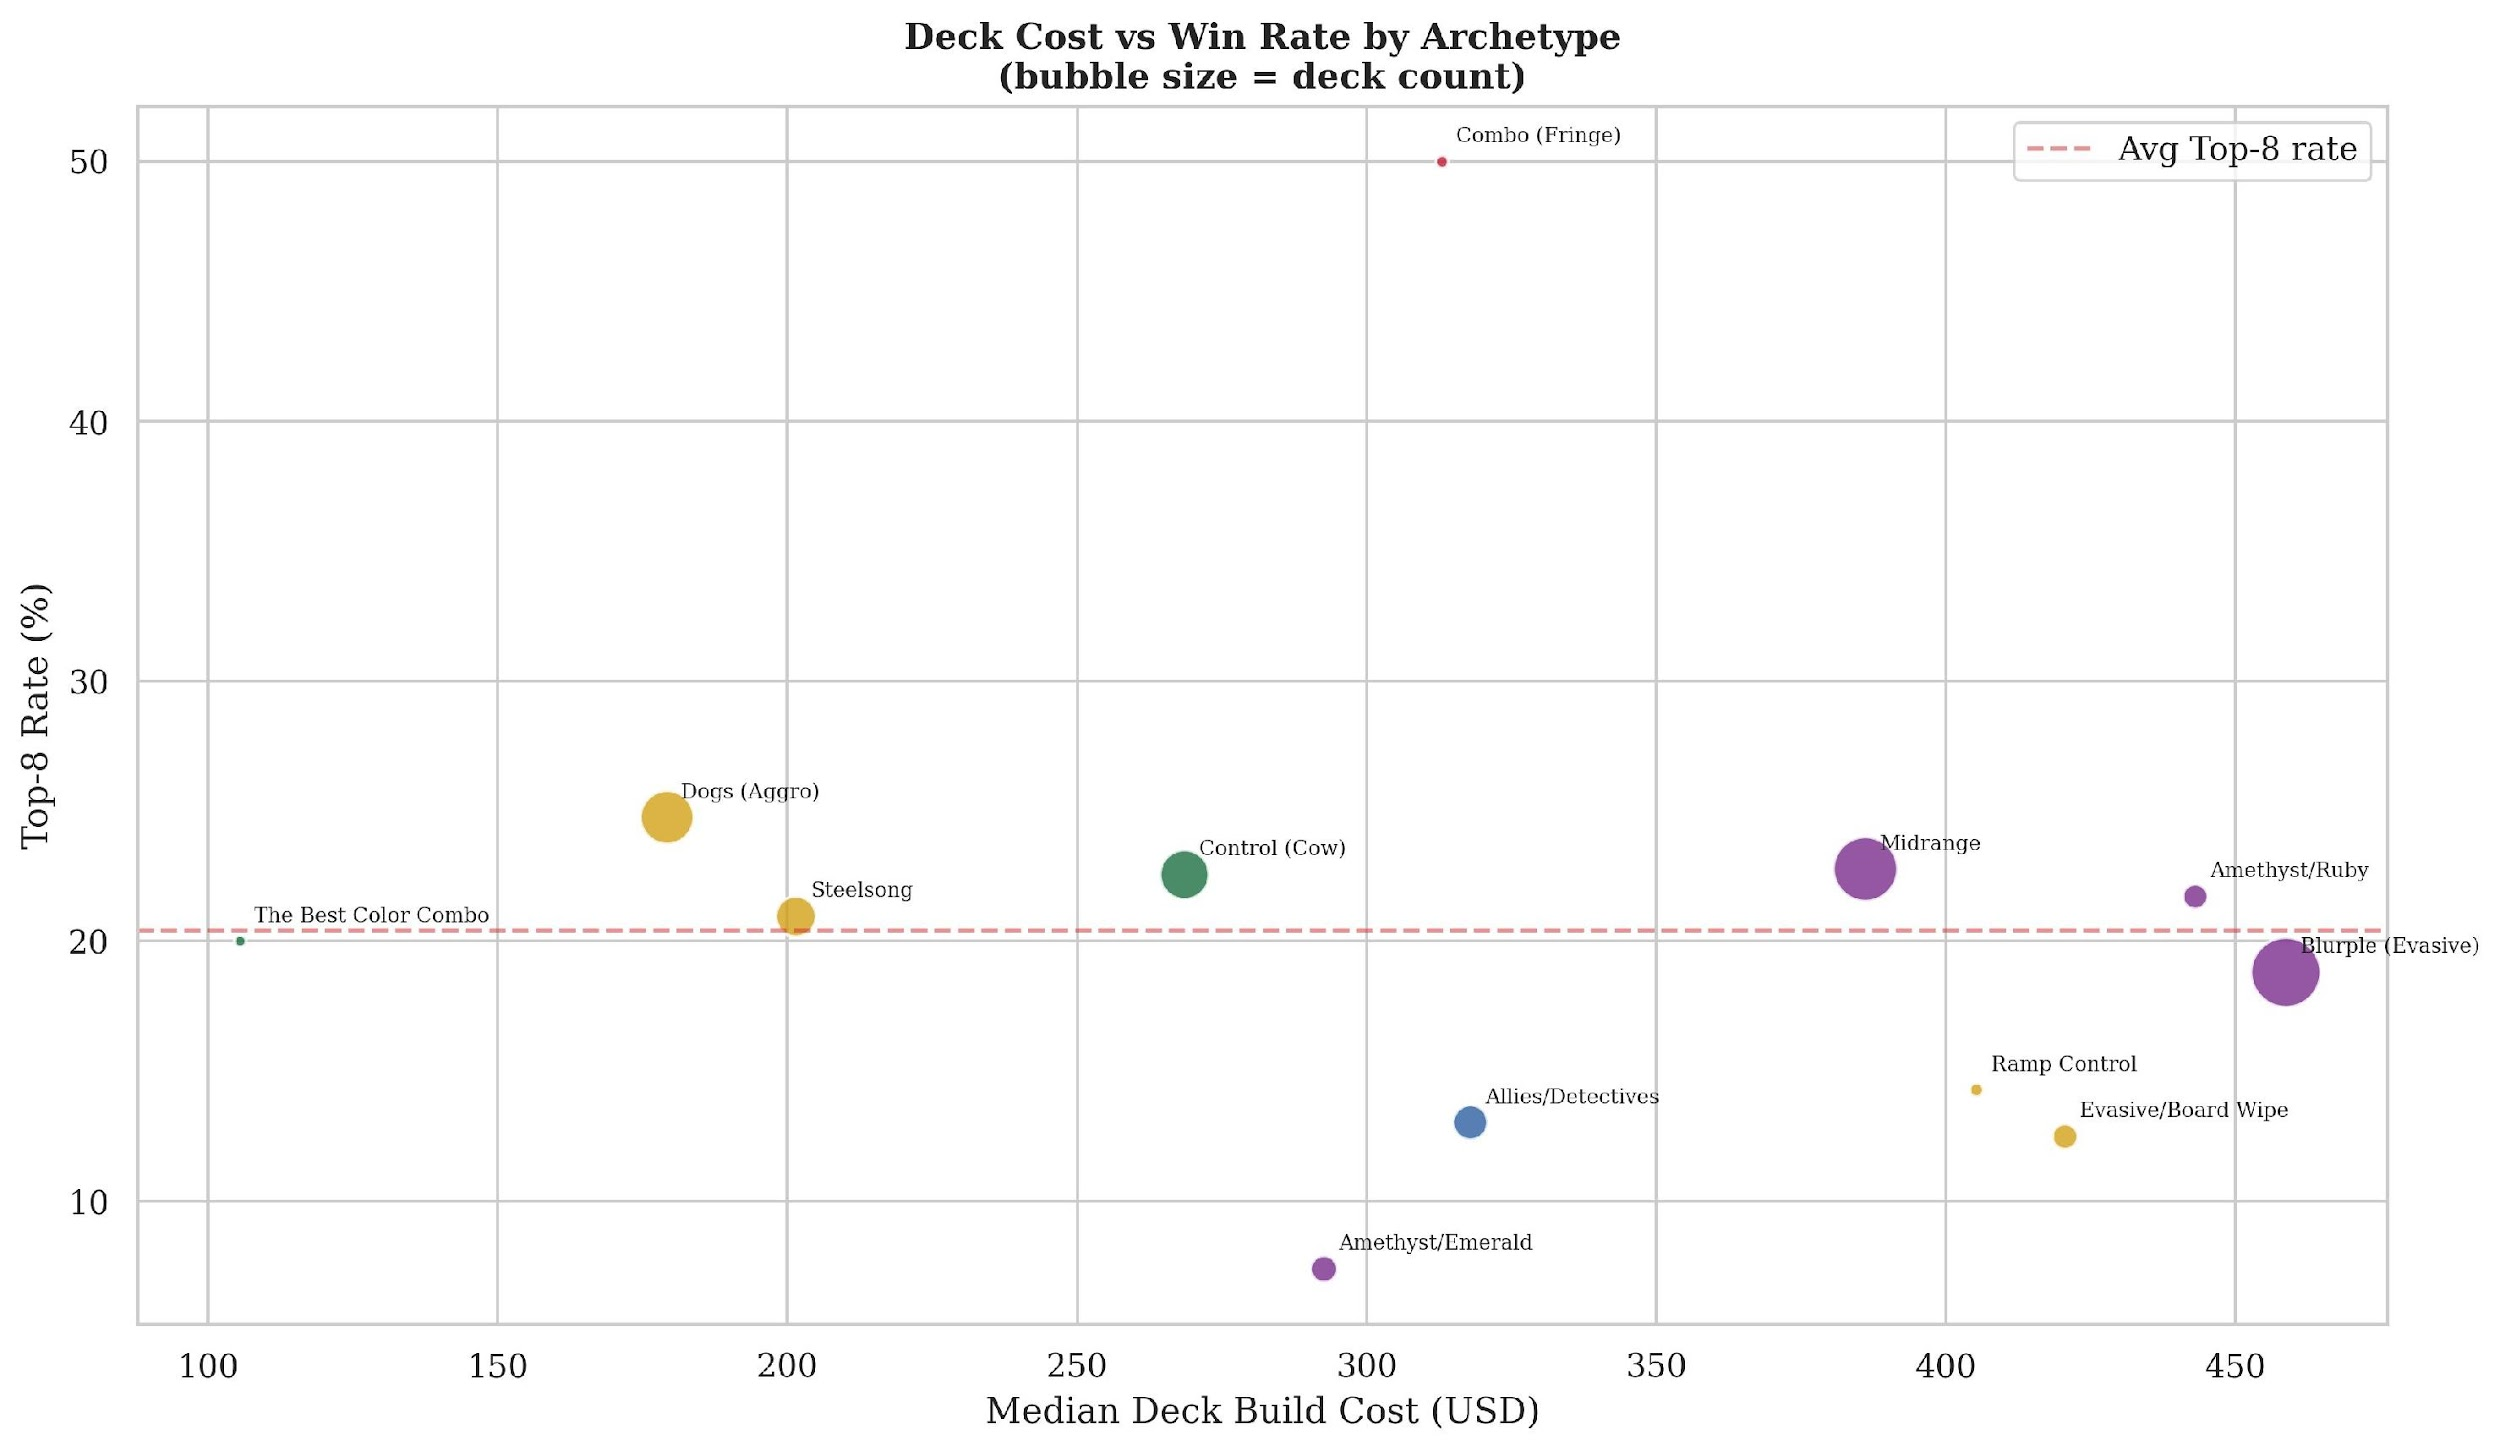 Deck Cost vs Win Rate by Archetype
(bubble size = deck count)
Avg Top-8 rate
Top-8 Rate (%)
50
40
30
20
10
Combo (Fringe)
Dogs (Aggro)
Control (Cow)
Midrange
Amethyst/Ruby
Steelsong
The Best Color Combo
Blurple (Evasive)
Ramp Control
Allies/Detectives
Evasive/Board Wipe
Amethyst/Emerald
100 150 200 250 300 350 400 450
Median Deck Build Cost (USD)